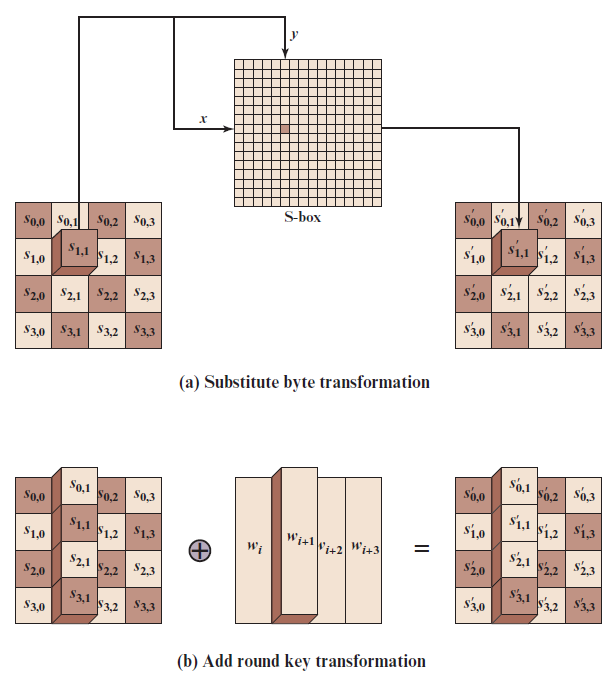 y
x
S-box
s0,0 s0,1 s0,2 s0,3
s1,0 s1,1 s1,2 s1,3
s2,0 s2,1 s2,2 s2,3
s3,0 s3,1 s3,2 s3,3
s′0,0 s′0,1 s′0,2 s′0,3
s′1,0 s′1,1 s′1,2 s′1,3
s′2,0 s′2,1 s′2,2 s′2,3
s′3,0 s′3,1 s′3,2 s′3,3
(a) Substitute byte transformation
s0,0 s0,1 s0,2 s0,3
s1,0 s1,1 s1,2 s1,3
s2,0 s2,1 s2,2 s2,3
s3,0 s3,1 s3,2 s3,3
⊕
wi wi+1 wi+2 wi+3
=
s′0,0 s′0,1 s′0,2 s′0,3
s′1,0 s′1,1 s′1,2 s′1,3
s′2,0 s′2,1 s′2,2 s′2,3
s′3,0 s′3,1 s′3,2 s′3,3
(b) Add round key transformation